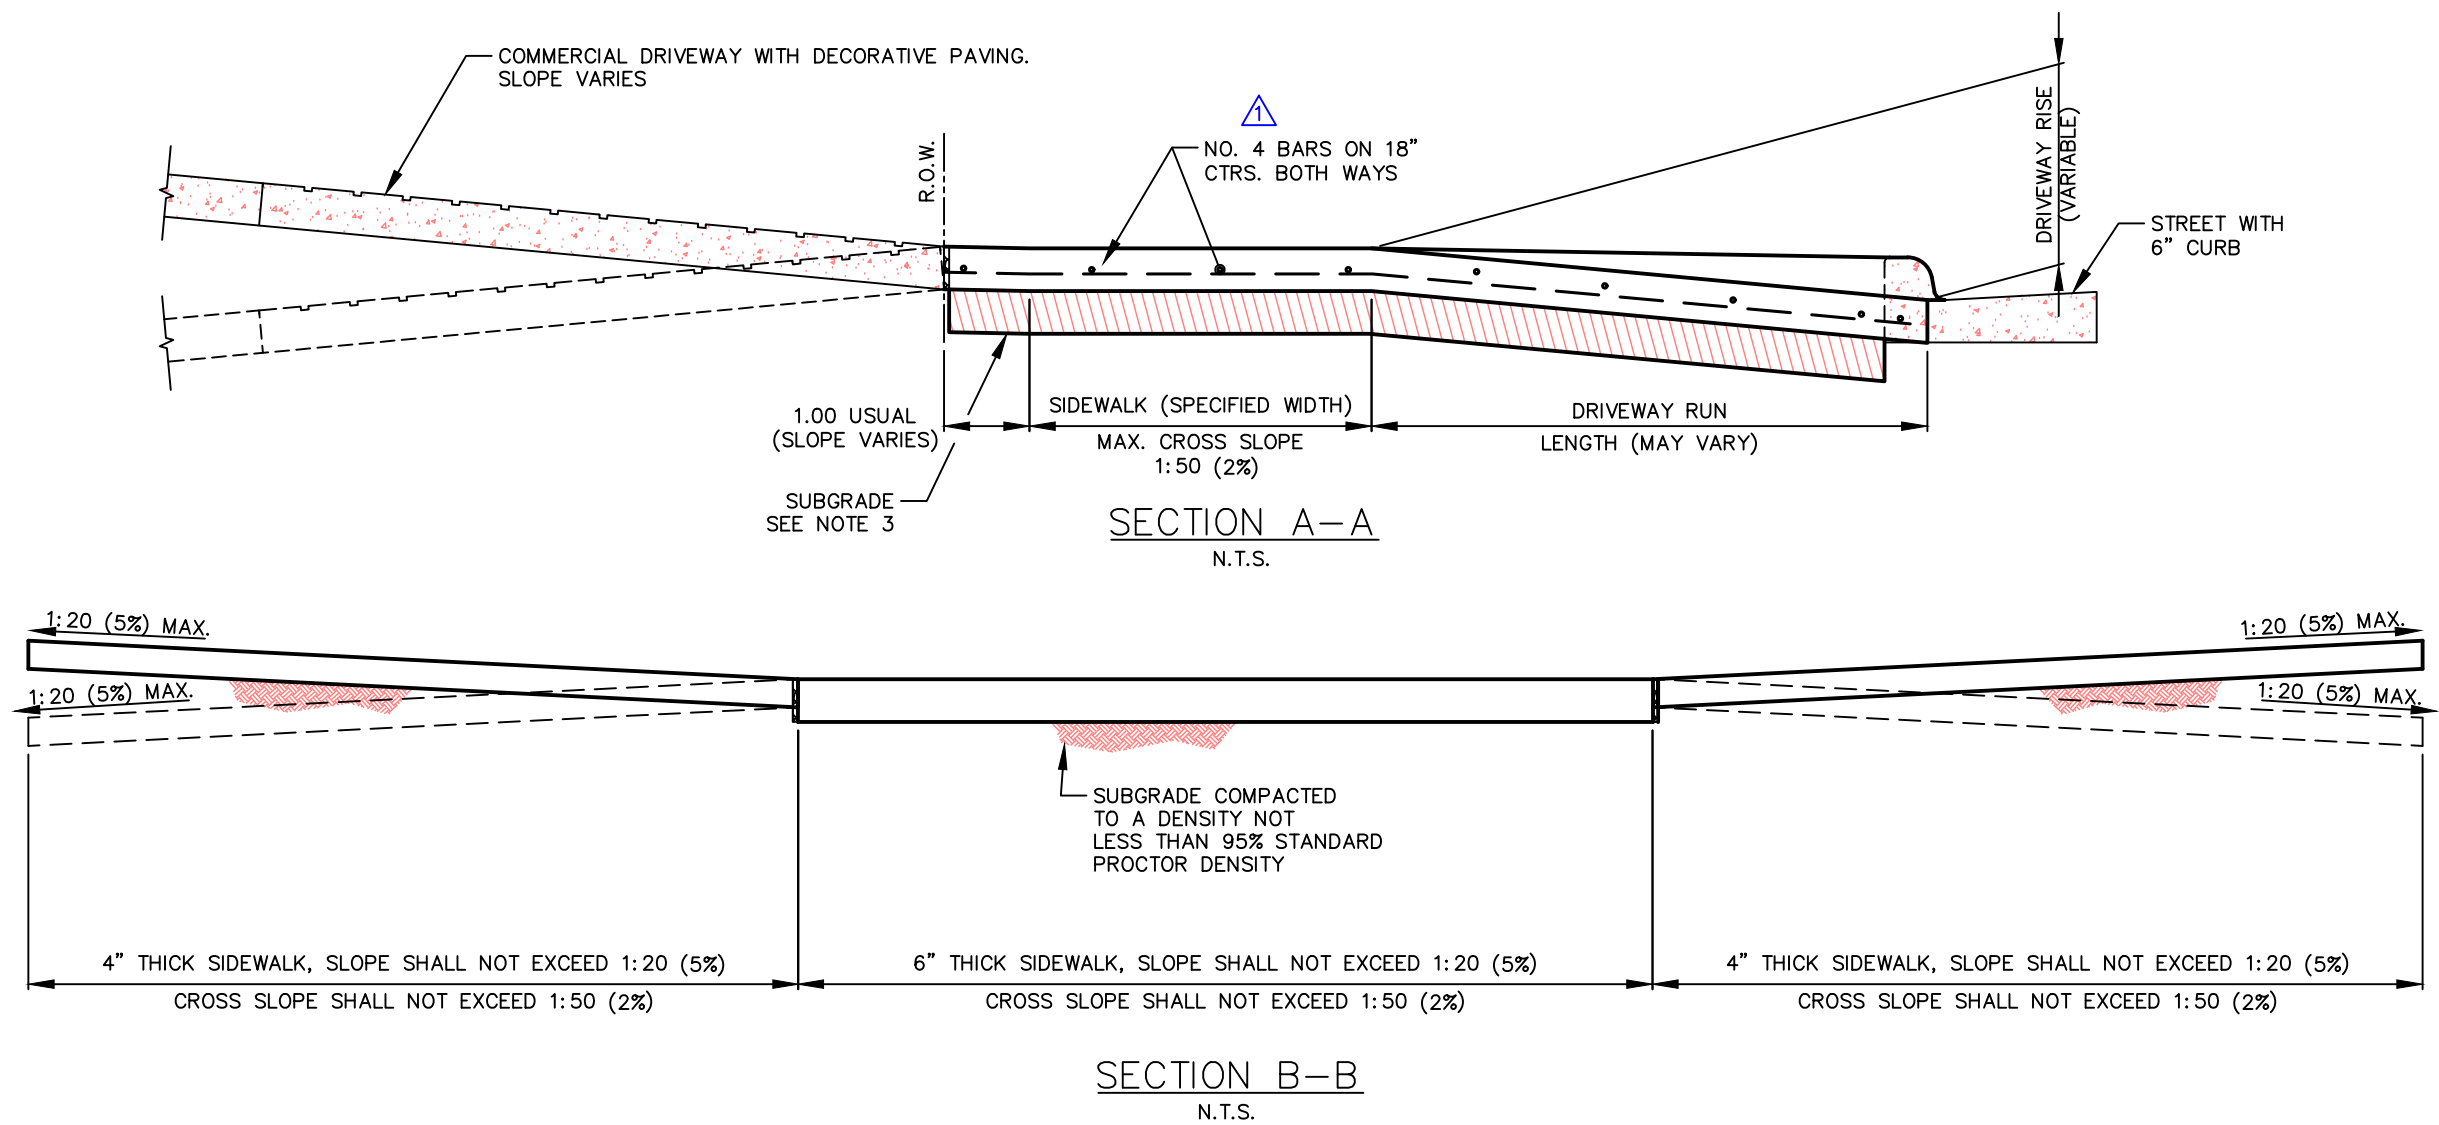 COMMERCIAL DRIVEWAY WITH DECORATIVE PAVING.
SLOPE VARIES
1
NO. 4 BARS ON 18”
CTRS. BOTH WAYS
R.O.W.
DRIVEWAY RISE
(VARIABLE)
STREET WITH
6” CURB
1.00 USUAL
(SLOPE VARIES)
SIDEWALK (SPECIFIED WIDTH)
MAX. CROSS SLOPE
1:50 (2%)
DRIVEWAY RUN
LENGTH (MAY VARY)
SUBGRADE
SEE NOTE 3
SECTION A-A
N.T.S.
1:20 (5%) MAX.
1:20 (5%) MAX.
1:20 (5%) MAX.
1:20 (5%) MAX.
SUBGRADE COMPACTED
TO A DENSITY NOT
LESS THAN 95% STANDARD
PROCTOR DENSITY
4” THICK SIDEWALK, SLOPE SHALL NOT EXCEED 1:20 (5%)
CROSS SLOPE SHALL NOT EXCEED 1:50 (2%)
6” THICK SIDEWALK, SLOPE SHALL NOT EXCEED 1:20 (5%)
CROSS SLOPE SHALL NOT EXCEED 1:50 (2%)
4” THICK SIDEWALK, SLOPE SHALL NOT EXCEED 1:20 (5%)
CROSS SLOPE SHALL NOT EXCEED 1:50 (2%)
SECTION B-B
N.T.S.